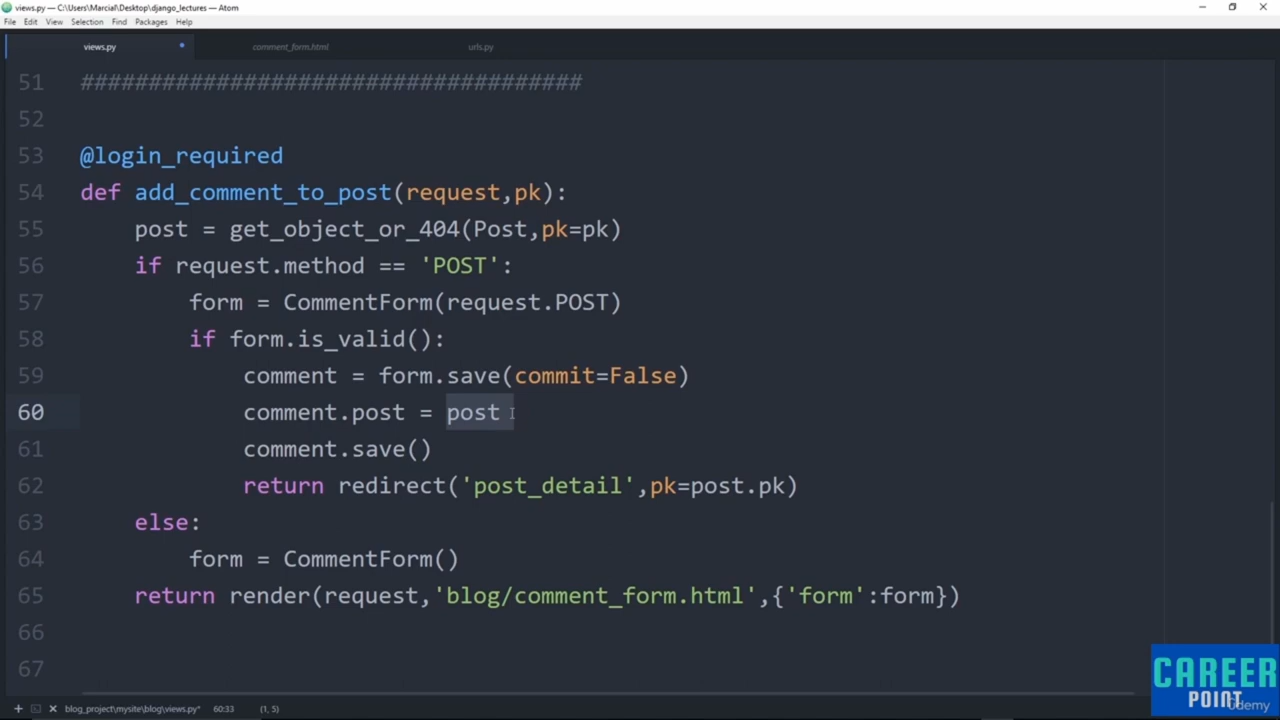 views.py — C:\Users\Marcial\Desktop\django_lectures — Atom
File Edit View Selection Find Packages Help
views.py comment_form.html urls.py
51 #####################################
52
53 @login_required
54 def add_comment_to_post(request,pk):
55 post = get_object_or_404(Post,pk=pk)
56 if request.method == 'POST':
57 form = CommentForm(request.POST)
58 if form.is_valid():
59 comment = form.save(commit=False)
60 comment.post = post
61 comment.save()
62 return redirect('post_detail',pk=post.pk)
63 else:
64 form = CommentForm()
65 return render(request,'blog/comment_form.html',{'form':form})
66
67
CAREER
POINT
udemy
blog_project\mysite\blog\views.py* 60:33 (1, 5)